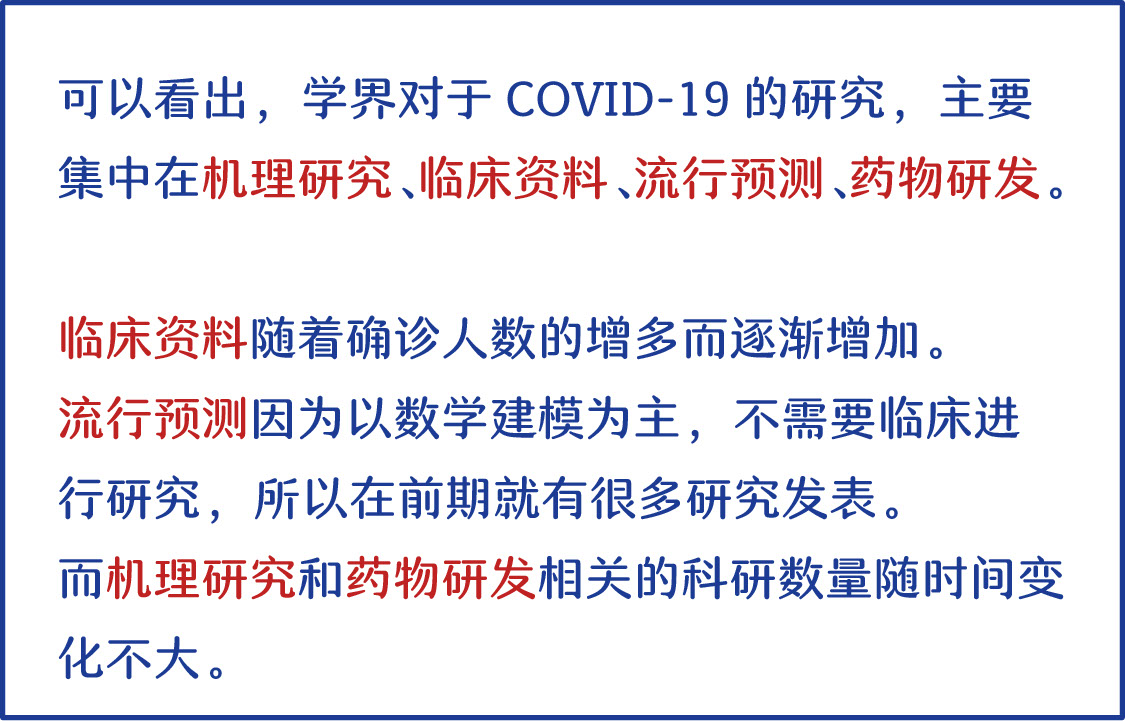 可以看出，学界对于 COVID-19 的研究，主要
集中在机理研究、临床资料、流行预测、药物研发。
临床资料随着确诊人数的增多而逐渐增加。
流行预测因为以数学建模为主，不需要临床进
行研究，所以在前期就有很多研究发表。
而机理研究和药物研发相关的科研数量随时间变
化不大。